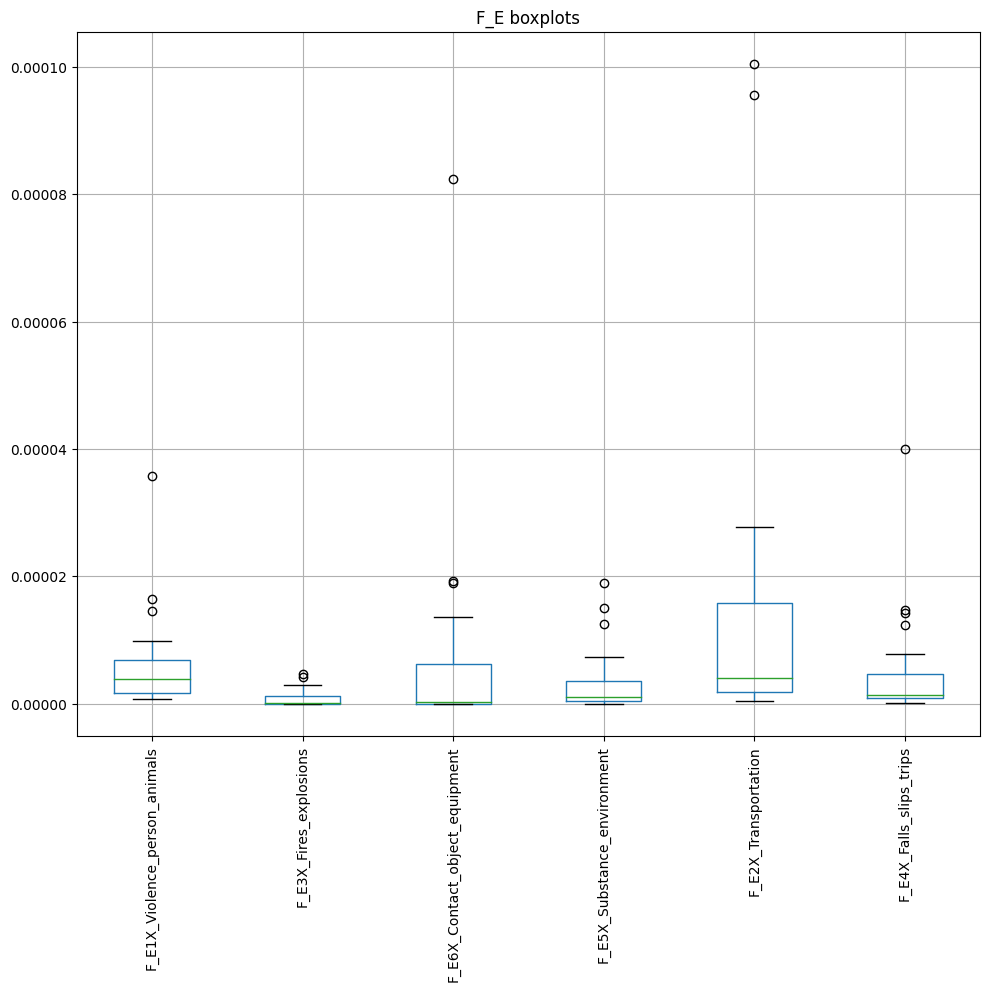 F_E boxplots
0.00010
0.00008
0.00006
0.00004
0.00002
0.00000
F_E1X_Violence_person_animals
F_E3X_Fires_explosions
F_E6X_Contact_object_equipment
F_E5X_Substance_environment
F_E2X_Transportation
F_E4X_Falls_slips_trips